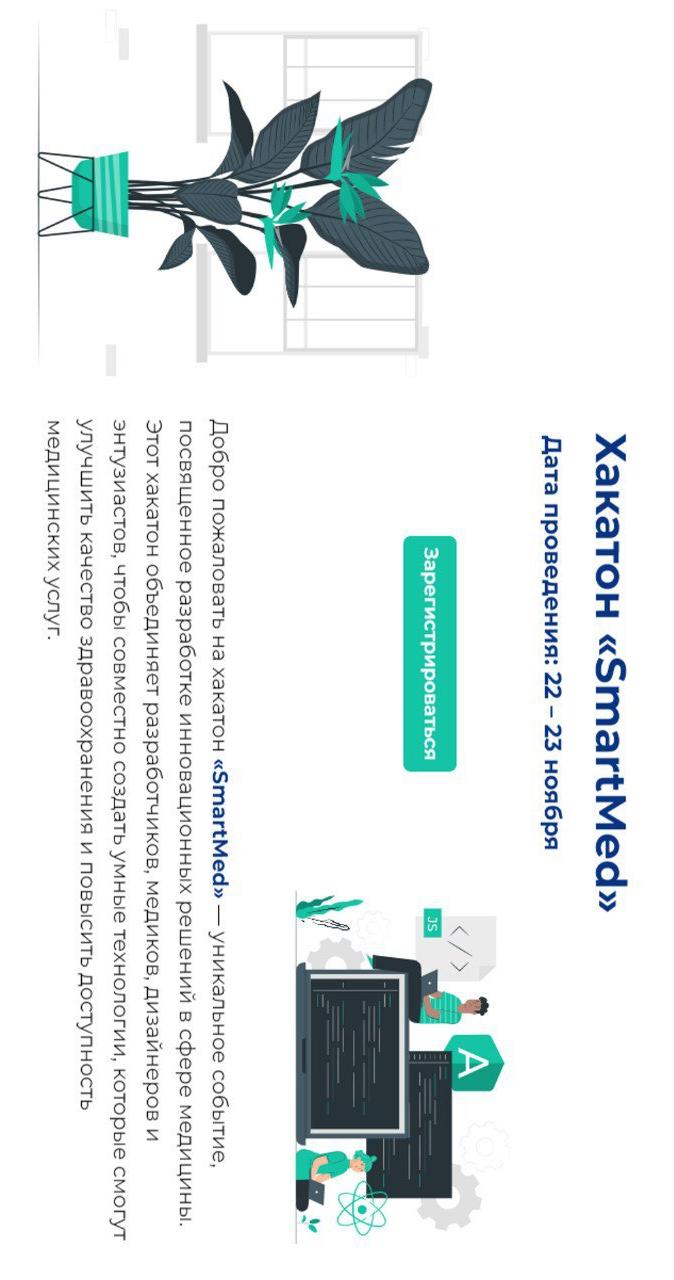 Хакатон «SmartMed»
Дата проведения: 22 – 23 ноября
Зарегистрироваться
JS
</>
A
Добро пожаловать на хакатон «SmartMed» — уникальное событие,
посвященное разработке инновационных решений в сфере медицины.
Этот хакатон объединяет разработчиков, медиков, дизайнеров и
энтузиастов, чтобы совместно создать умные технологии, которые смогут
улучшить качество здравоохранения и повысить доступность
медицинских услуг.